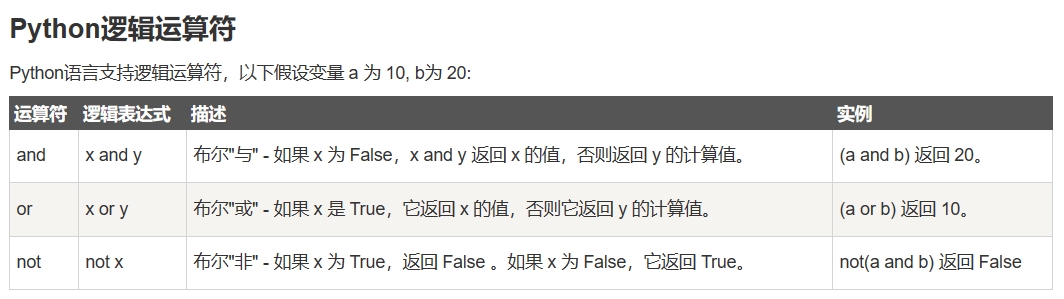 Python逻辑运算符
Python语言支持逻辑运算符，以下假设变量 a 为 10, b为 20:
运算符 逻辑表达式 描述 实例
and x and y 布尔"与" - 如果 x 为 False，x and y 返回 x 的值，否则返回 y 的计算值。 (a and b) 返回 20。
or x or y 布尔"或" - 如果 x 是 True，它返回 x 的值，否则它返回 y 的计算值。 (a or b) 返回 10。
not not x 布尔"非" - 如果 x 为 True，返回 False 。如果 x 为 False，它返回 True。 not(a and b) 返回 False